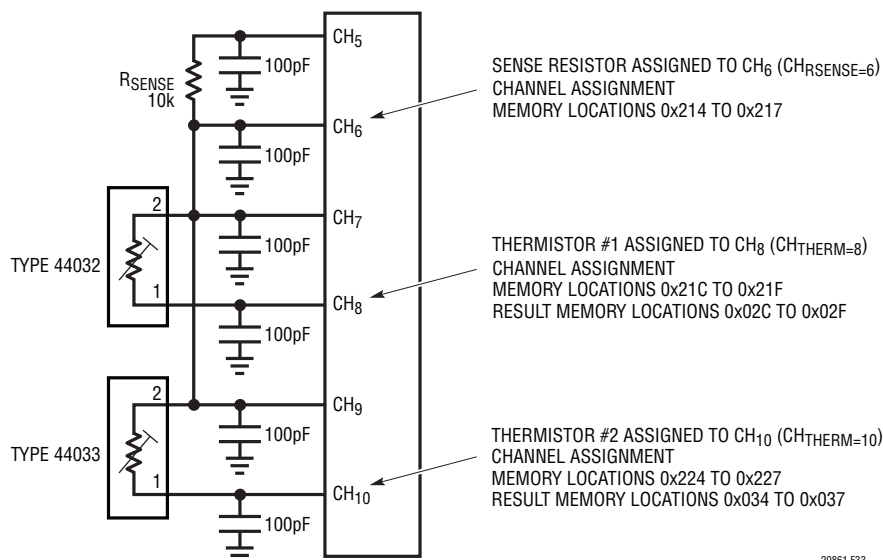 CH5
100pF
RSENSE
10k
SENSE RESISTOR ASSIGNED TO CH6 (CHRSENSE=6)
CHANNEL ASSIGNMENT
MEMORY LOCATIONS 0x214 TO 0x217
CH6
100pF
2
CH7
100pF
TYPE 44032
THERMISTOR #1 ASSIGNED TO CH8 (CHTHERM=8)
CHANNEL ASSIGNMENT
MEMORY LOCATIONS 0x21C TO 0x21F
RESULT MEMORY LOCATIONS 0x02C TO 0x02F
1
CH8
100pF
2
CH9
100pF
TYPE 44033
THERMISTOR #2 ASSIGNED TO CH10 (CHTHERM=10)
CHANNEL ASSIGNMENT
MEMORY LOCATIONS 0x224 TO 0x227
RESULT MEMORY LOCATIONS 0x034 TO 0x037
1
CH10
100pF
29861 F33